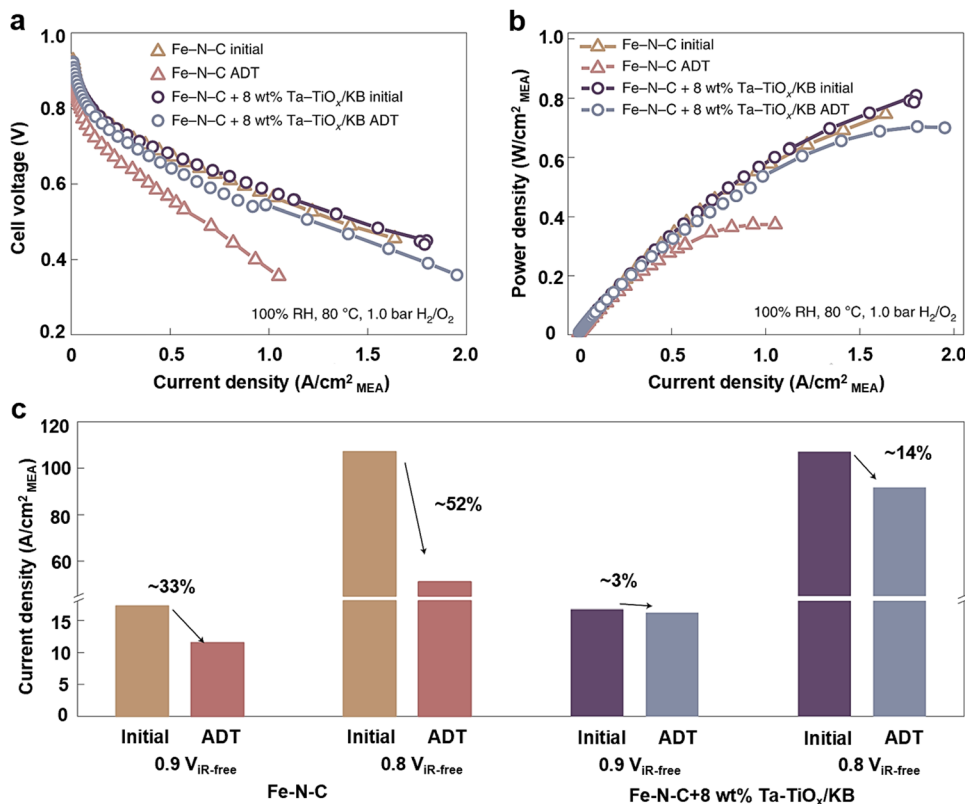 a
1.0
0.8
0.6
0.4
0.2
Cell voltage (V)
Fe–N–C initial
Fe–N–C ADT
Fe–N–C + 8 wt% Ta–TiOₓ/KB initial
Fe–N–C + 8 wt% Ta–TiOₓ/KB ADT
100% RH, 80 °C, 1.0 bar H₂/O₂
0 0.5 1.0 1.5 2.0
Current density (A/cm² MEA)
b
1.0
0.8
0.6
0.4
0.2
0
Power density (W/cm² MEA)
Fe–N–C initial
Fe–N–C ADT
Fe–N–C + 8 wt% Ta–TiOₓ/KB initial
Fe–N–C + 8 wt% Ta–TiOₓ/KB ADT
100% RH, 80 °C, 1.0 bar H₂/O₂
0 0.5 1.0 1.5 2.0
Current density (A/cm² MEA)
c
120
100
80
60
15
10
5
0
Current density (A/cm² MEA)
~33%
~52%
~3%
~14%
Initial ADT Initial ADT Initial ADT Initial ADT
0.9 V iR-free 0.8 V iR-free 0.9 V iR-free 0.8 V iR-free
Fe-N-C Fe-N-C+8 wt% Ta-TiOₓ/KB